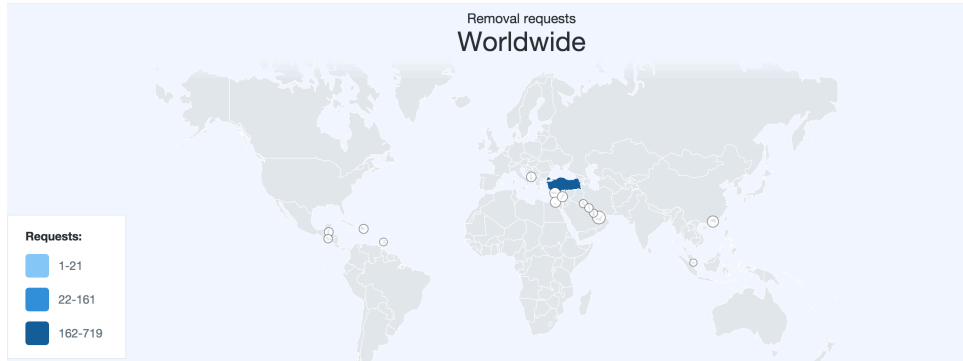 Removal requests
Worldwide
Requests:
1-21
22-161
162-719